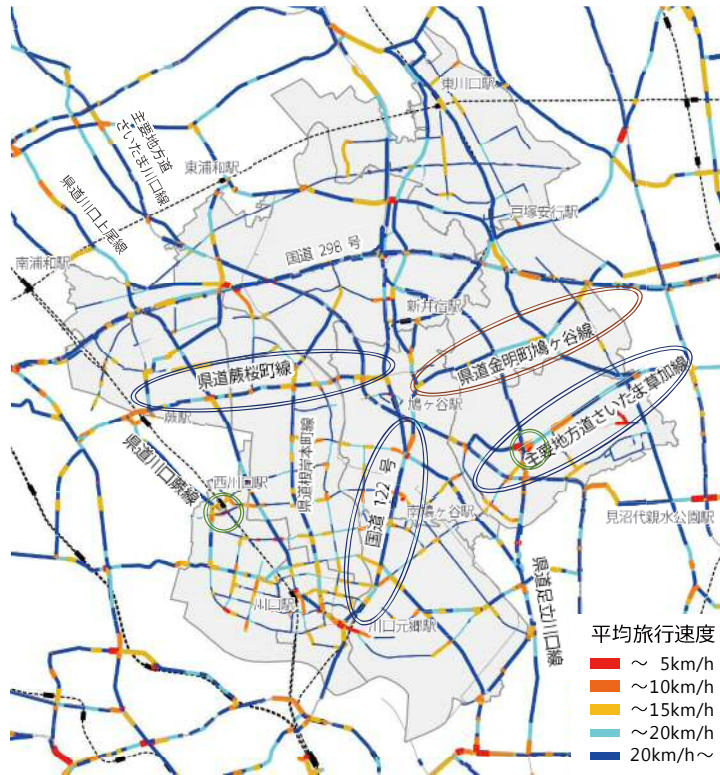 東川口駅
主要地方道
さいたま川口線
東浦和駅
県道川口上尾線
戸塚安行駅
国道 298 号
南浦和駅
新井宿駅
県道金明町鳩ヶ谷線
県道蕨桜町線
鳩ヶ谷駅
主要地方道さいたま草加線
蕨駅
県道川口蕨線
県道根岸本町線
西川口駅
国道 122 号
南鳩ヶ谷駅
見沼代親水公園駅
県道足立川口線
川口駅
川口元郷駅
平均旅行速度
～ 5km/h
～10km/h
～15km/h
～20km/h
20km/h～